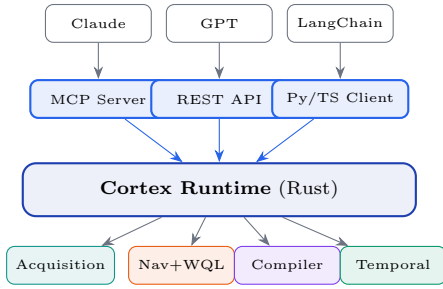 Claude
GPT
LangChain
MCP Server
REST API
Py/TS Client
Cortex Runtime (Rust)
Acquisition
Nav+WQL
Compiler
Temporal